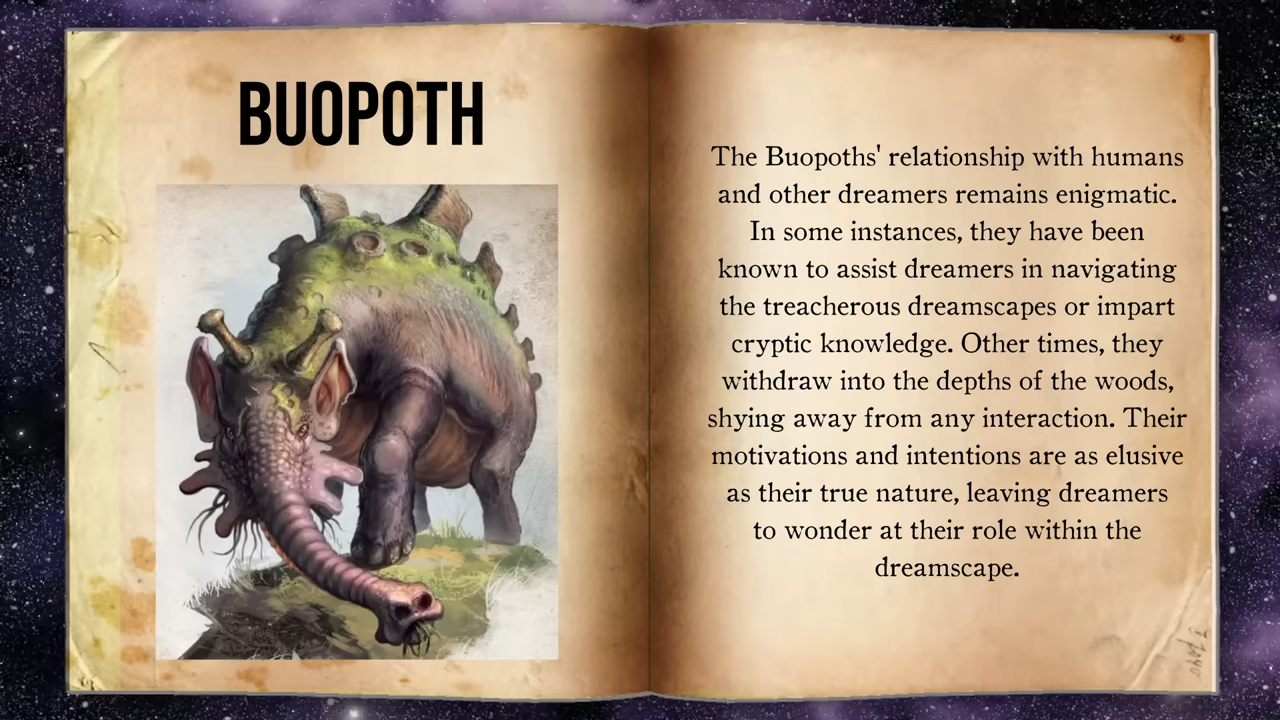 BUOPOTH
The Buopoths' relationship with humans
and other dreamers remains enigmatic.
In some instances, they have been
known to assist dreamers in navigating
the treacherous dreamscapes or impart
cryptic knowledge. Other times, they
withdraw into the depths of the woods,
shying away from any interaction. Their
motivations and intentions are as elusive
as their true nature, leaving dreamers
to wonder at their role within the
dreamscape.